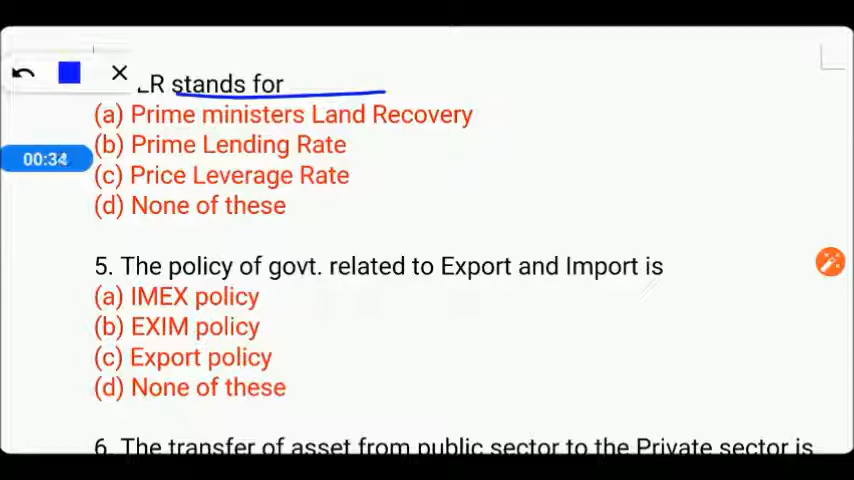 LR stands for
(a) Prime ministers Land Recovery
(b) Prime Lending Rate
00:34
(c) Price Leverage Rate
(d) None of these
5. The policy of govt. related to Export and Import is
(a) IMEX policy
(b) EXIM policy
(c) Export policy
(d) None of these
6. The transfer of asset from public sector to the Private sector is